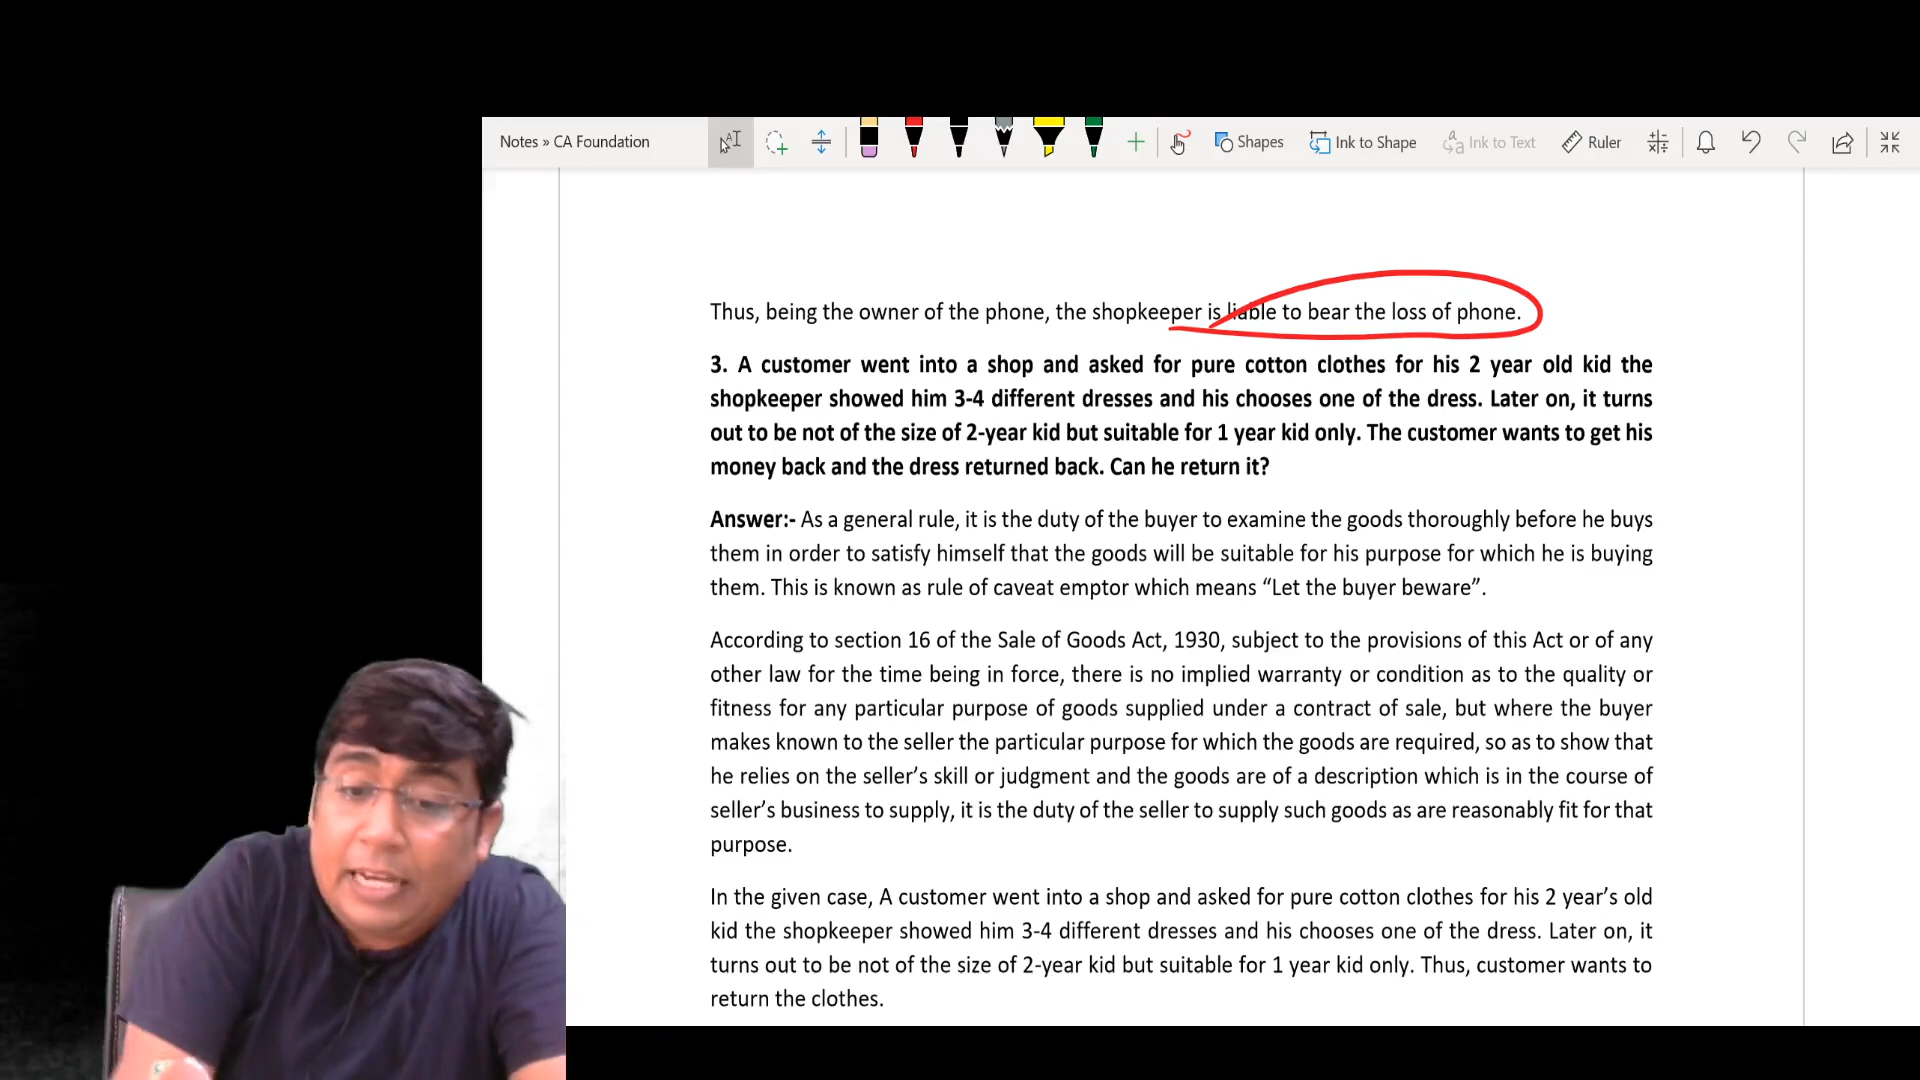 Notes » CA Foundation
Shapes
Ink to Shape
Ink to Text
Ruler
Thus, being the owner of the phone, the shopkeeper is liable to bear the loss of phone.
3. A customer went into a shop and asked for pure cotton clothes for his 2 year old kid the
shopkeeper showed him 3-4 different dresses and his chooses one of the dress. Later on, it turns
out to be not of the size of 2-year kid but suitable for 1 year kid only. The customer wants to get his
money back and the dress returned back. Can he return it?
Answer:- As a general rule, it is the duty of the buyer to examine the goods thoroughly before he buys
them in order to satisfy himself that the goods will be suitable for his purpose for which he is buying
them. This is known as rule of caveat emptor which means “Let the buyer beware”.
According to section 16 of the Sale of Goods Act, 1930, subject to the provisions of this Act or of any
other law for the time being in force, there is no implied warranty or condition as to the quality or
fitness for any particular purpose of goods supplied under a contract of sale, but where the buyer
makes known to the seller the particular purpose for which the goods are required, so as to show that
he relies on the seller’s skill or judgment and the goods are of a description which is in the course of
seller’s business to supply, it is the duty of the seller to supply such goods as are reasonably fit for that
purpose.
In the given case, A customer went into a shop and asked for pure cotton clothes for his 2 year’s old
kid the shopkeeper showed him 3-4 different dresses and his chooses one of the dress. Later on, it
turns out to be not of the size of 2-year kid but suitable for 1 year kid only. Thus, customer wants to
return the clothes.